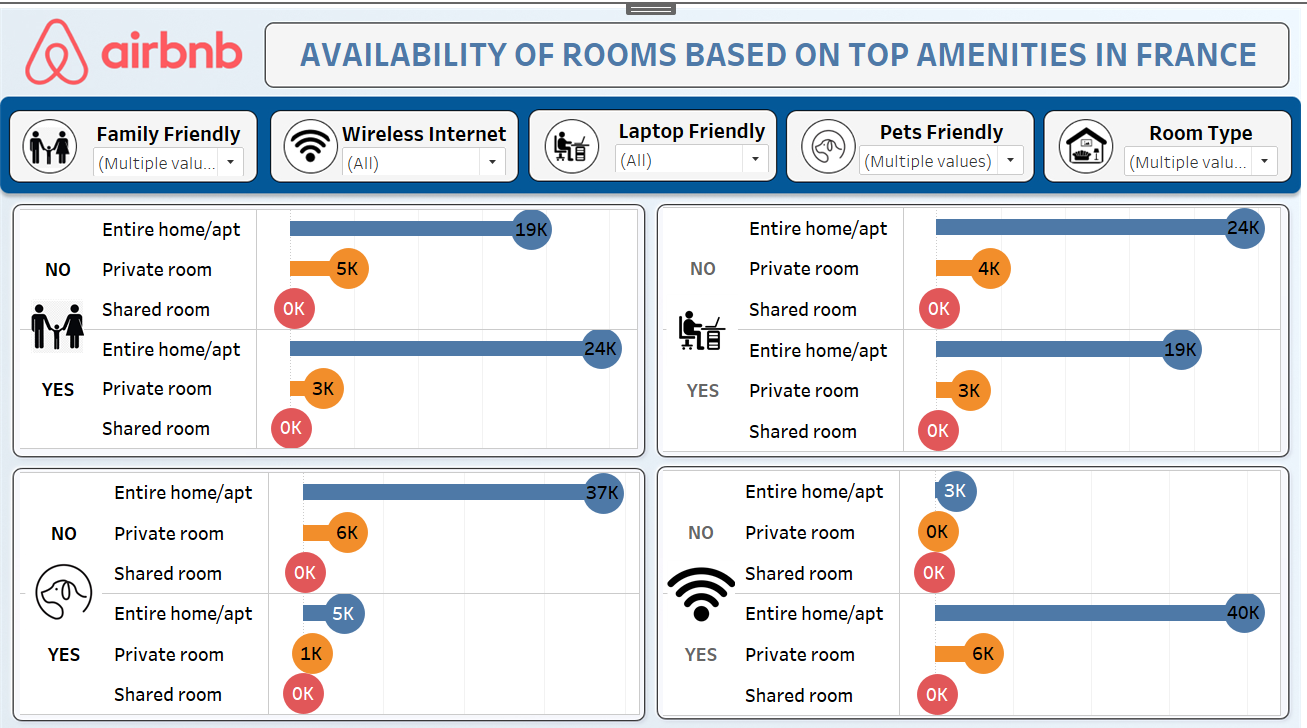 airbnb
AVAILABILITY OF ROOMS BASED ON TOP AMENITIES IN FRANCE
Family Friendly
(Multiple valu...
Wireless Internet
(All)
Laptop Friendly
(All)
Pets Friendly
(Multiple values)
Room Type
(Multiple valu...
NO
Entire home/apt 19K
Private room 5K
Shared room 0K
YES
Entire home/apt 24K
Private room 3K
Shared room 0K
NO
Entire home/apt 24K
Private room 4K
Shared room 0K
YES
Entire home/apt 19K
Private room 3K
Shared room 0K
NO
Entire home/apt 37K
Private room 6K
Shared room 0K
YES
Entire home/apt 5K
Private room 1K
Shared room 0K
NO
Entire home/apt 3K
Private room 0K
Shared room 0K
YES
Entire home/apt 40K
Private room 6K
Shared room 0K